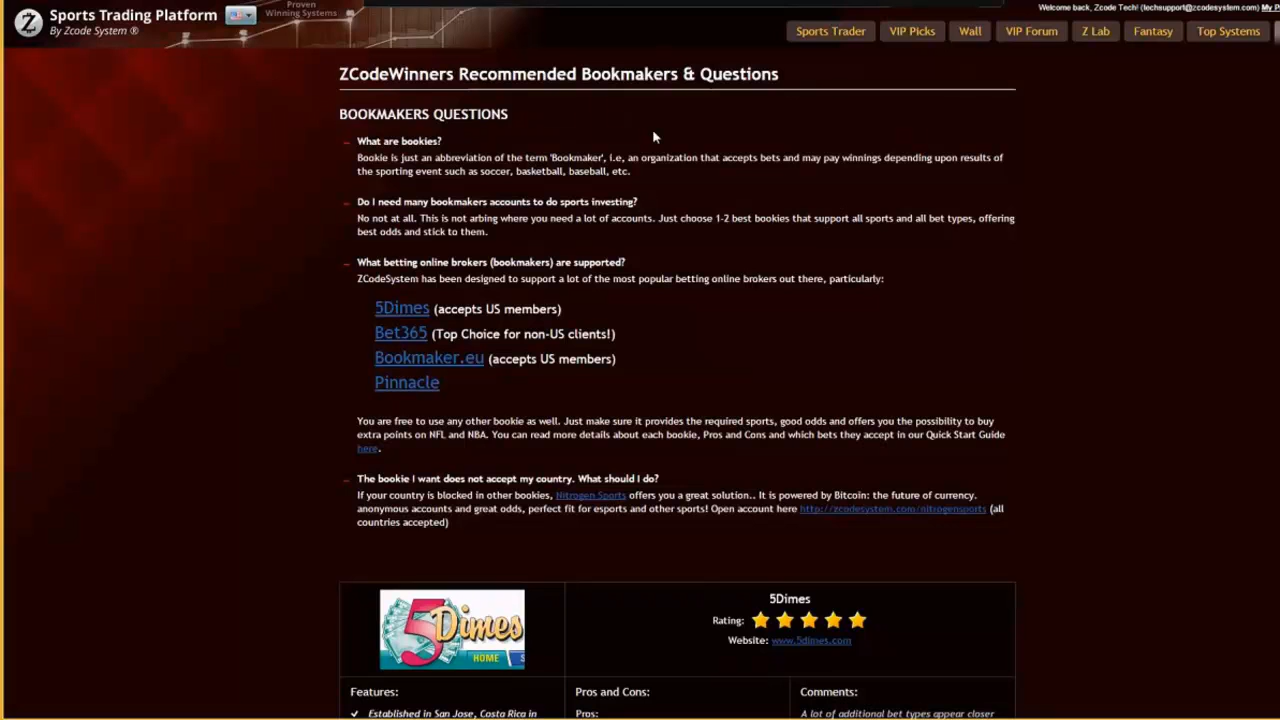 Sports Trading Platform
By Zcode System ®
Proven
Winning Systems
Welcome back, Zcode Tech! (techsupport@zcodesystem.com) My P
Sports Trader
VIP Picks
Wall
VIP Forum
Z Lab
Fantasy
Top Systems
ZCodeWinners Recommended Bookmakers & Questions
BOOKMAKERS QUESTIONS
What are bookies?
Bookie is just an abbreviation of the term 'Bookmaker', i.e, an organization that accepts bets and may pay winnings depending upon results of
the sporting event such as soccer, basketball, baseball, etc.
Do I need many bookmakers accounts to do sports investing?
No not at all. This is not arbing where you need a lot of accounts. Just choose 1-2 best bookies that support all sports and all bet types, offering
best odds and stick to them.
What betting online brokers (bookmakers) are supported?
ZCodeSystem has been designed to support a lot of the most popular betting online brokers out there, particularly:
5Dimes (accepts US members)
Bet365 (Top Choice for non-US clients!)
Bookmaker.eu (accepts US members)
Pinnacle
You are free to use any other bookie as well. Just make sure it provides the required sports, good odds and offers you the possibility to buy
extra points on NFL and NBA. You can read more details about each bookie, Pros and Cons and which bets they accept in our Quick Start Guide
here.
The bookie I want does not accept my country. What should I do?
If your country is blocked in other bookies, Nitrogen Sports offers you a great solution.. It is powered by Bitcoin: the future of currency.
anonymous accounts and great odds, perfect fit for esports and other sports! Open account here http://zcodesystem.com/nitrogensports (all
countries accepted)
5Dimes
HOME S
5Dimes
Rating:
Website: www.5dimes.com
Features:
Pros and Cons:
Comments:
Established in San Jose, Costa Rica in
Pros:
A lot of additional bet types appear closer